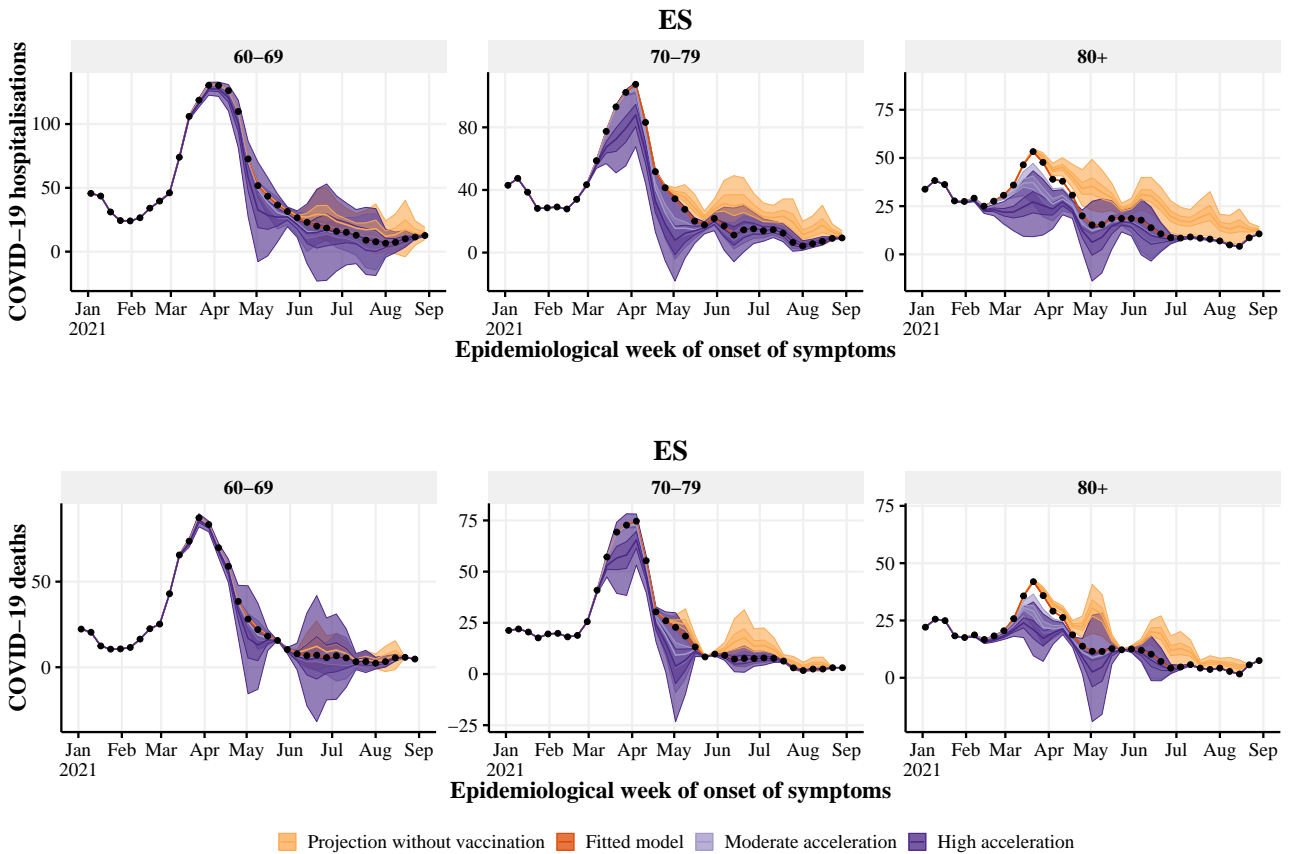 ES
60−69
70−79
80+
COVID−19 hospitalisations
100
50
0
80
40
0
75
50
25
0
Jan Feb Mar Apr May Jun Jul Aug Sep
2021
Jan Feb Mar Apr May Jun Jul Aug Sep
2021
Jan Feb Mar Apr May Jun Jul Aug Sep
2021
Epidemiological week of onset of symptoms
ES
60−69
70−79
80+
COVID−19 deaths
50
0
75
50
25
0
−25
75
50
25
0
Jan Feb Mar Apr May Jun Jul Aug Sep
2021
Jan Feb Mar Apr May Jun Jul Aug Sep
2021
Jan Feb Mar Apr May Jun Jul Aug Sep
2021
Epidemiological week of onset of symptoms
Projection without vaccination Fitted model Moderate acceleration High acceleration